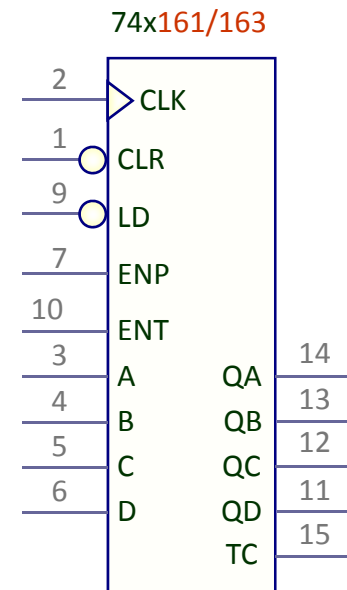 74x161/163
2 CLK
1 CLR
9 LD
7 ENP
10 ENT
3 A QA 14
4 B QB 13
5 C QC 12
6 D QD 11
TC 15